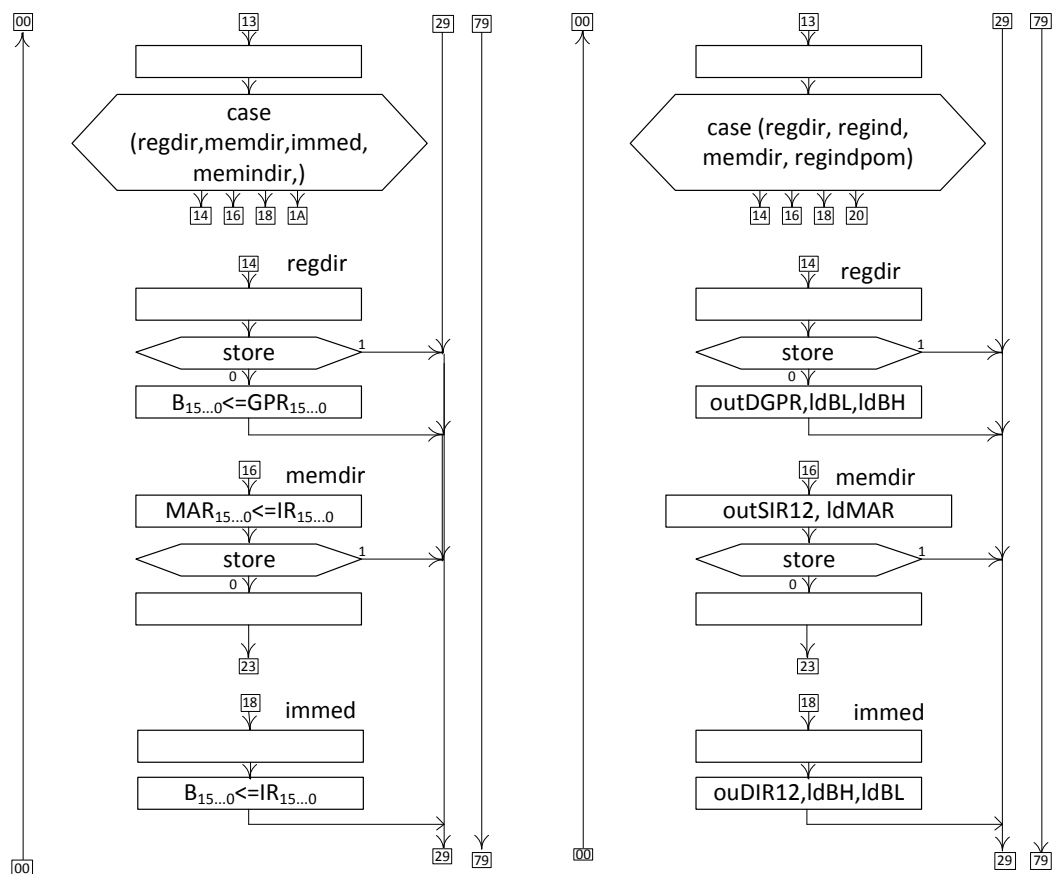 00
13
29
79
case
(regdir,memdir,immed,
memindir,)
14
16
18
1A
14
regdir
store
1
0
B15...0<=GPR15...0
16
memdir
MAR15...0<=IR15...0
store
1
0
23
18
immed
B15...0<=IR15...0
00
29
79
00
13
29
79
case (regdir, regind,
memdir, regindpom)
14
16
18
20
14
regdir
store
1
0
outDGPR,ldBL,ldBH
16
memdir
outSIR12, ldMAR
store
1
0
23
18
immed
ouDIR12,ldBH,ldBL
00
29
79